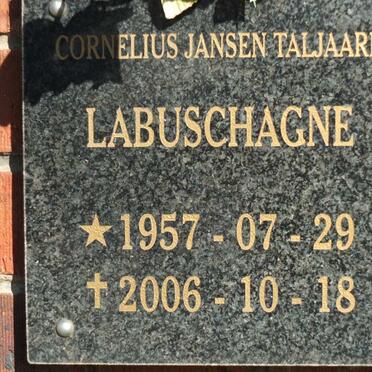 CORNELIUS JANSEN TALJAARD
LABUSCHAGNE
★ 1957 - 07 - 29
✝ 2006 - 10 - 18